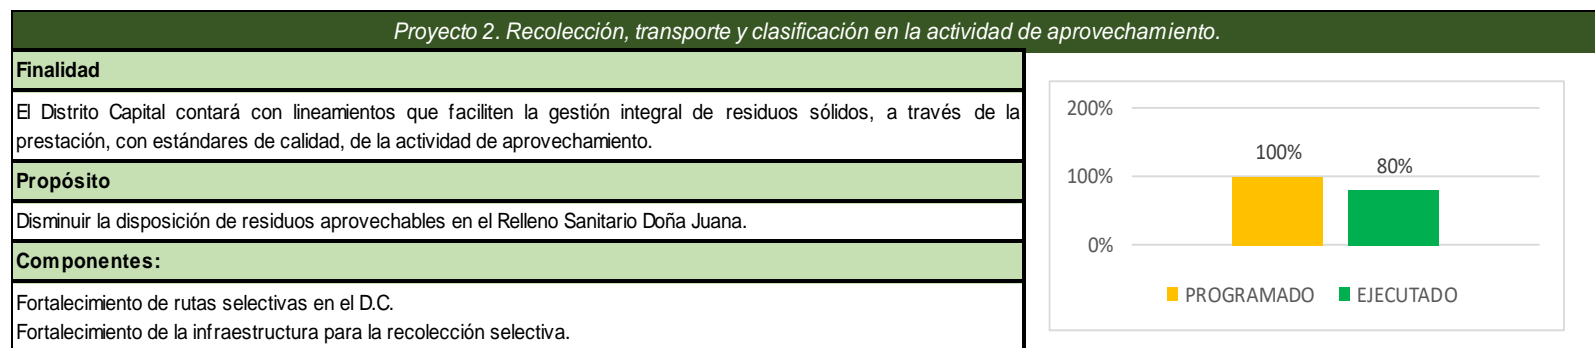 Proyecto 2. Recolección, transporte y clasificación en la actividad de aprovechamiento.
Finalidad
El Distrito Capital contará con lineamientos que faciliten la gestión integral de residuos sólidos, a través de la
prestación, con estándares de calidad, de la actividad de aprovechamiento.
Propósito
Disminuir la disposición de residuos aprovechables en el Relleno Sanitario Doña Juana.
Componentes:
Fortalecimiento de rutas selectivas en el D.C.
Fortalecimiento de la infraestructura para la recolección selectiva.
200%
100%
0%
100%
80%
PROGRAMADO EJECUTADO